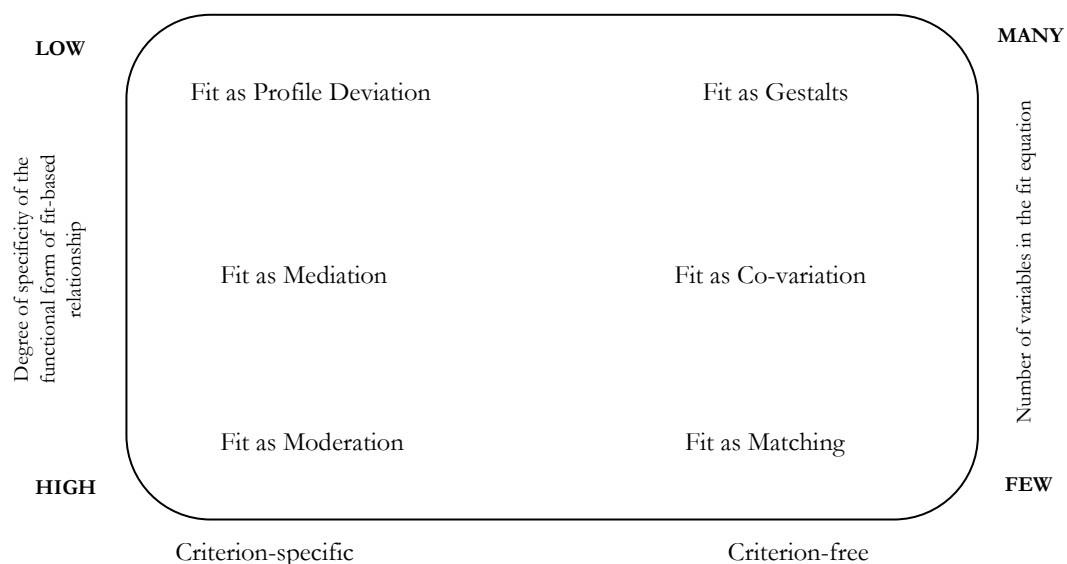 LOW
MANY
Fit as Profile Deviation
Fit as Gestalts
Degree of specificity of the
functional form of fit-based
relationship
Number of variables in the fit equation
Fit as Mediation
Fit as Co-variation
Fit as Moderation
Fit as Matching
HIGH
FEW
Criterion-specific
Criterion-free